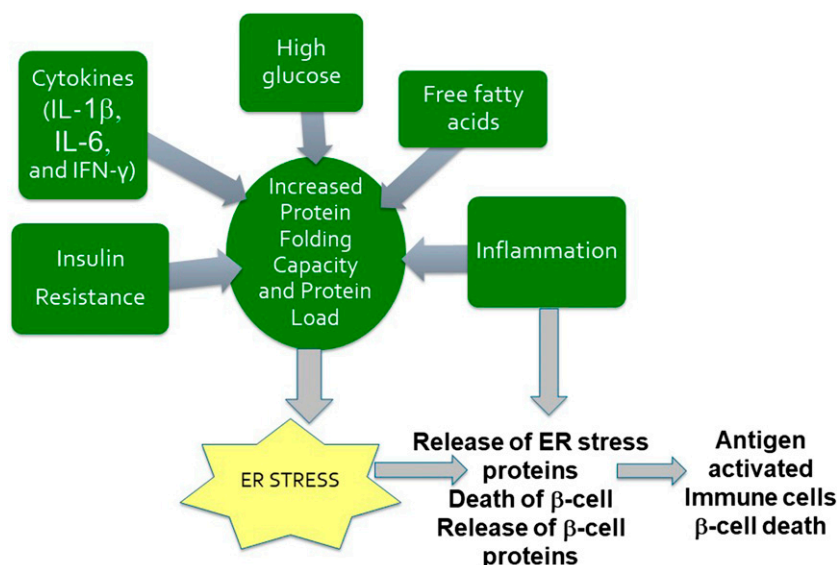 High
glucose
Cytokines
(IL-1β,
IL-6,
and IFN-γ)
Free fatty
acids
Increased
Protein
Folding
Capacity
and Protein
Load
Insulin
Resistance
Inflammation
ER STRESS
Release of ER stress
proteins
Death of β-cell
Release of β-cell
proteins
Antigen
activated
Immune cells
β-cell death